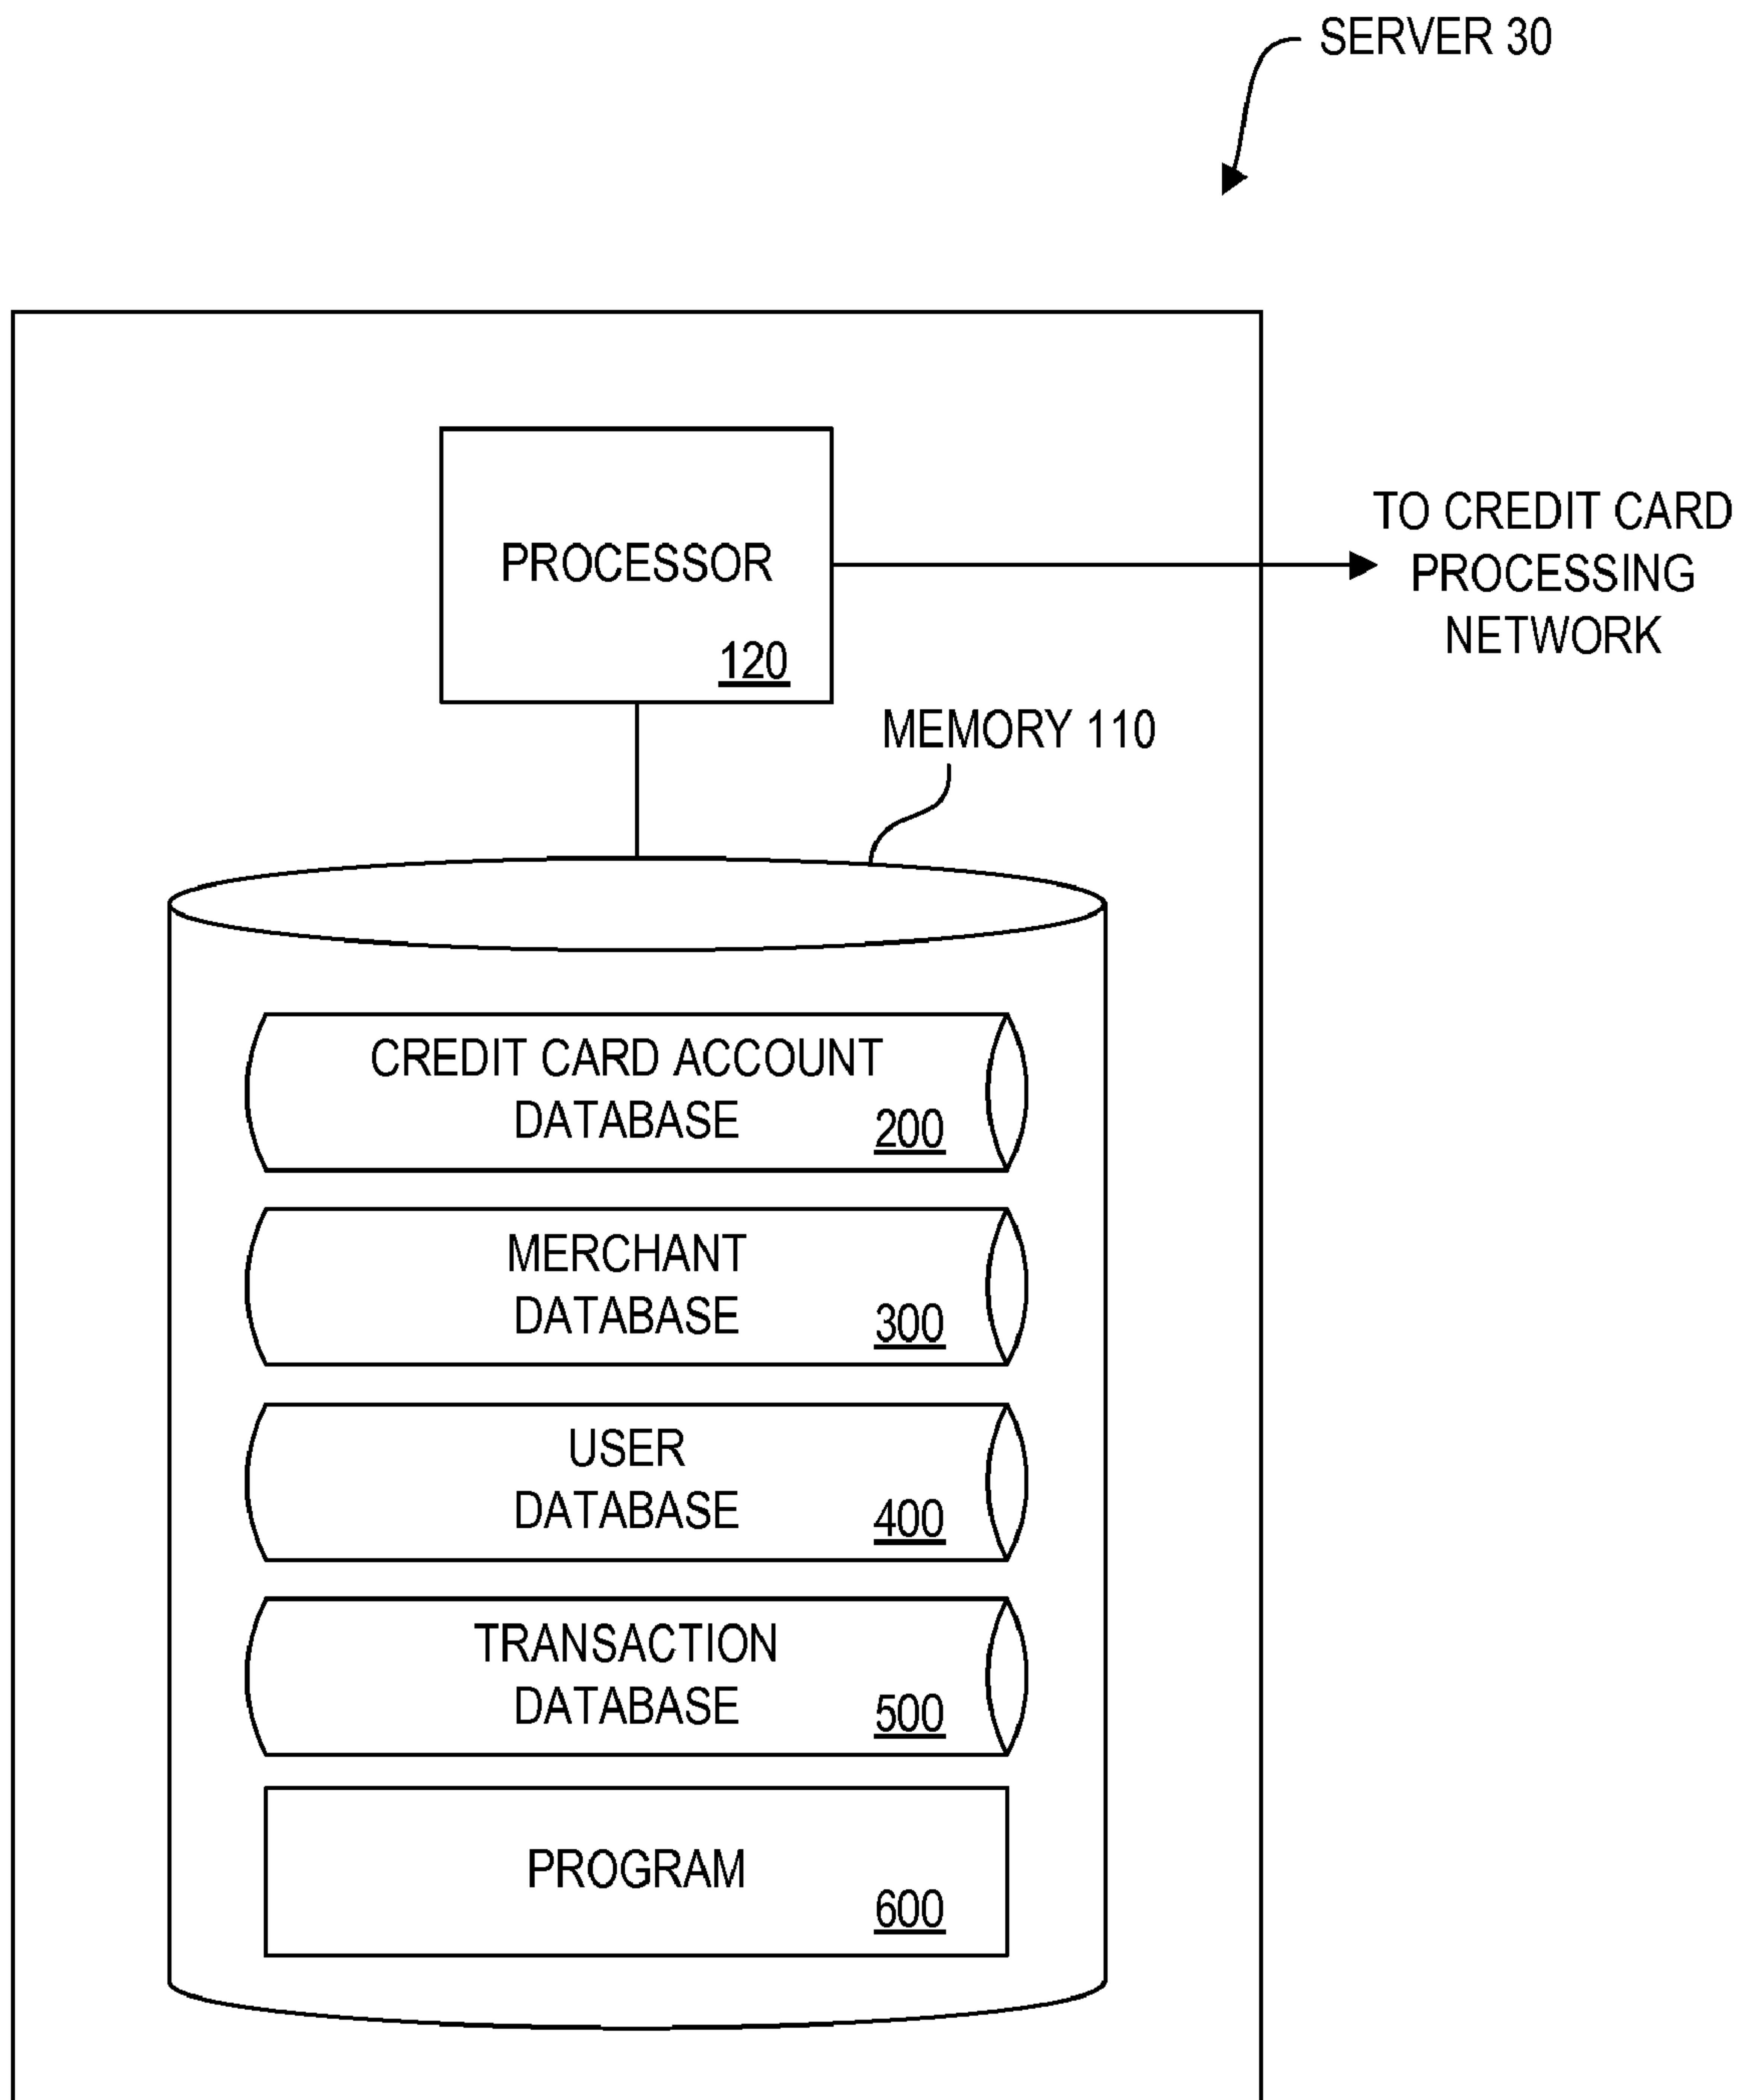 SERVER 30
PROCESSOR
120
TO CREDIT CARD
PROCESSING
NETWORK
MEMORY 110
CREDIT CARD ACCOUNT
DATABASE
200
MERCHANT
DATABASE
300
USER
DATABASE
400
TRANSACTION
DATABASE
500
PROGRAM
600